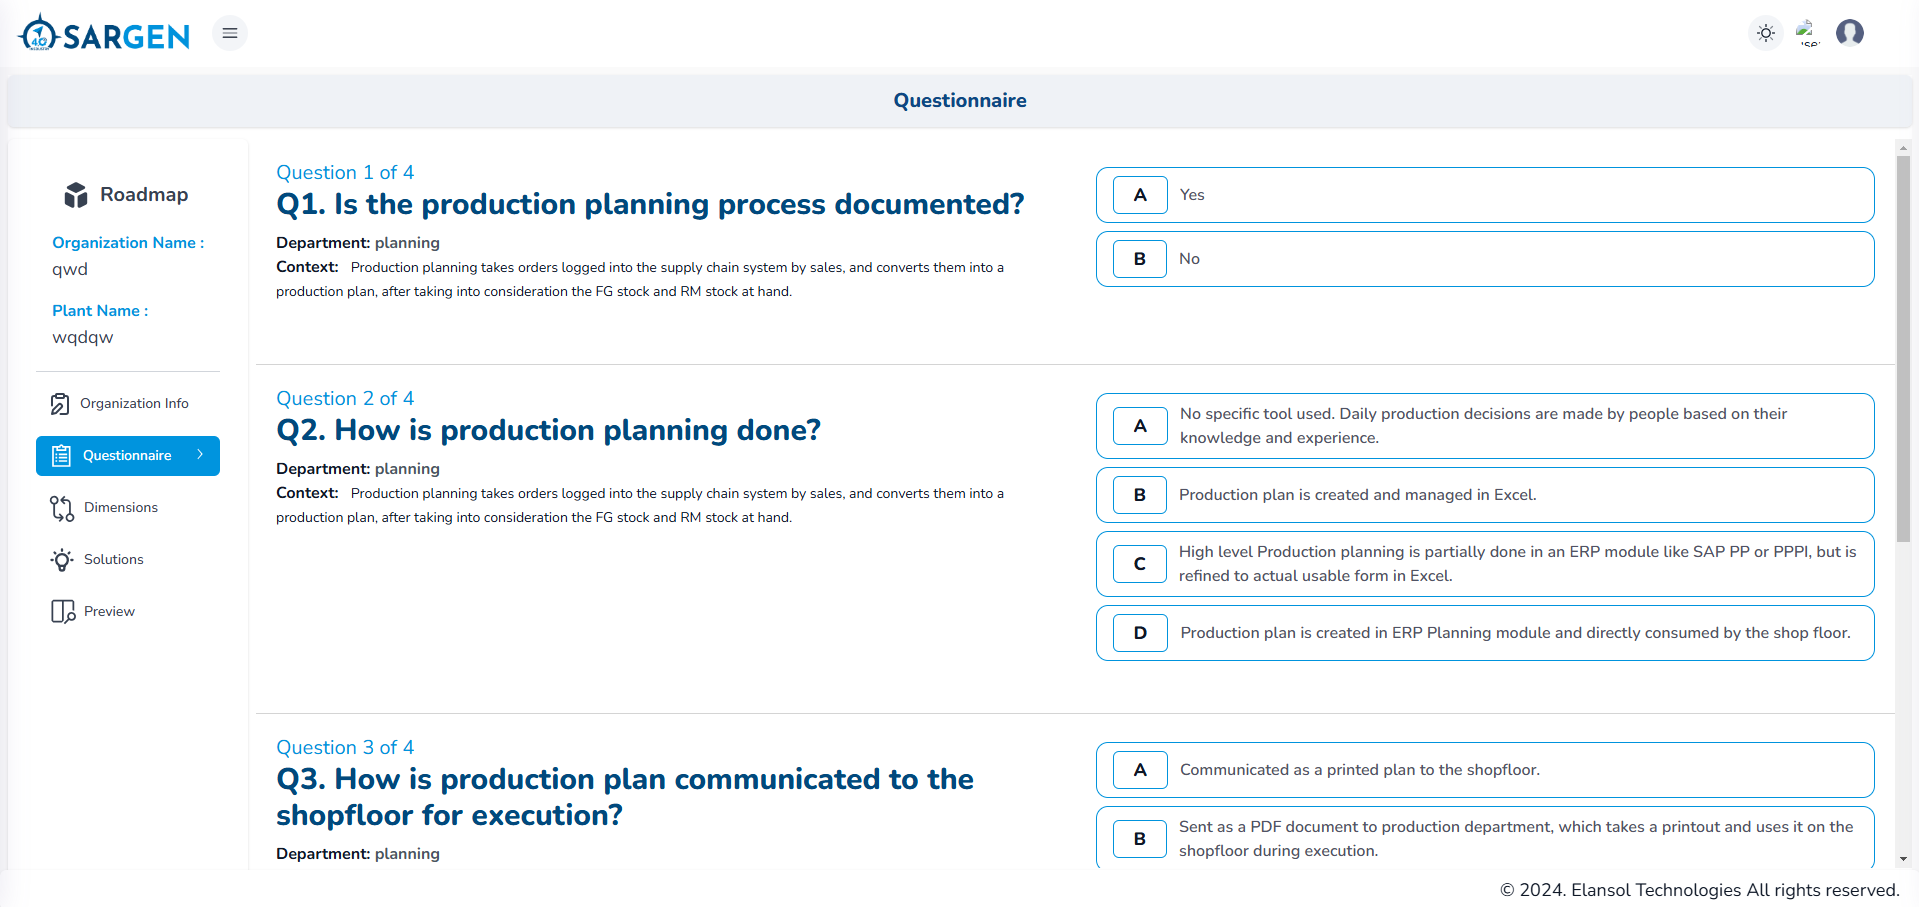 SARGEN
Questionnaire
Roadmap
Organization Name :
qwd
Plant Name :
wqdqw
Organization Info
Questionnaire
Dimensions
Solutions
Preview
Question 1 of 4
Q1. Is the production planning process documented?
Department: planning
Context: Production planning takes orders logged into the supply chain system by sales, and converts them into a
production plan, after taking into consideration the FG stock and RM stock at hand.
A Yes
B No
Question 2 of 4
Q2. How is production planning done?
Department: planning
Context: Production planning takes orders logged into the supply chain system by sales, and converts them into a
production plan, after taking into consideration the FG stock and RM stock at hand.
A No specific tool used. Daily production decisions are made by people based on their
knowledge and experience.
B Production plan is created and managed in Excel.
C High level Production planning is partially done in an ERP module like SAP PP or PPPI, but is
refined to actual usable form in Excel.
D Production plan is created in ERP Planning module and directly consumed by the shop floor.
Question 3 of 4
Q3. How is production plan communicated to the
shopfloor for execution?
Department: planning
A Communicated as a printed plan to the shopfloor.
B Sent as a PDF document to production department, which takes a printout and uses it on the
shopfloor during execution.
© 2024. Elansol Technologies All rights reserved.